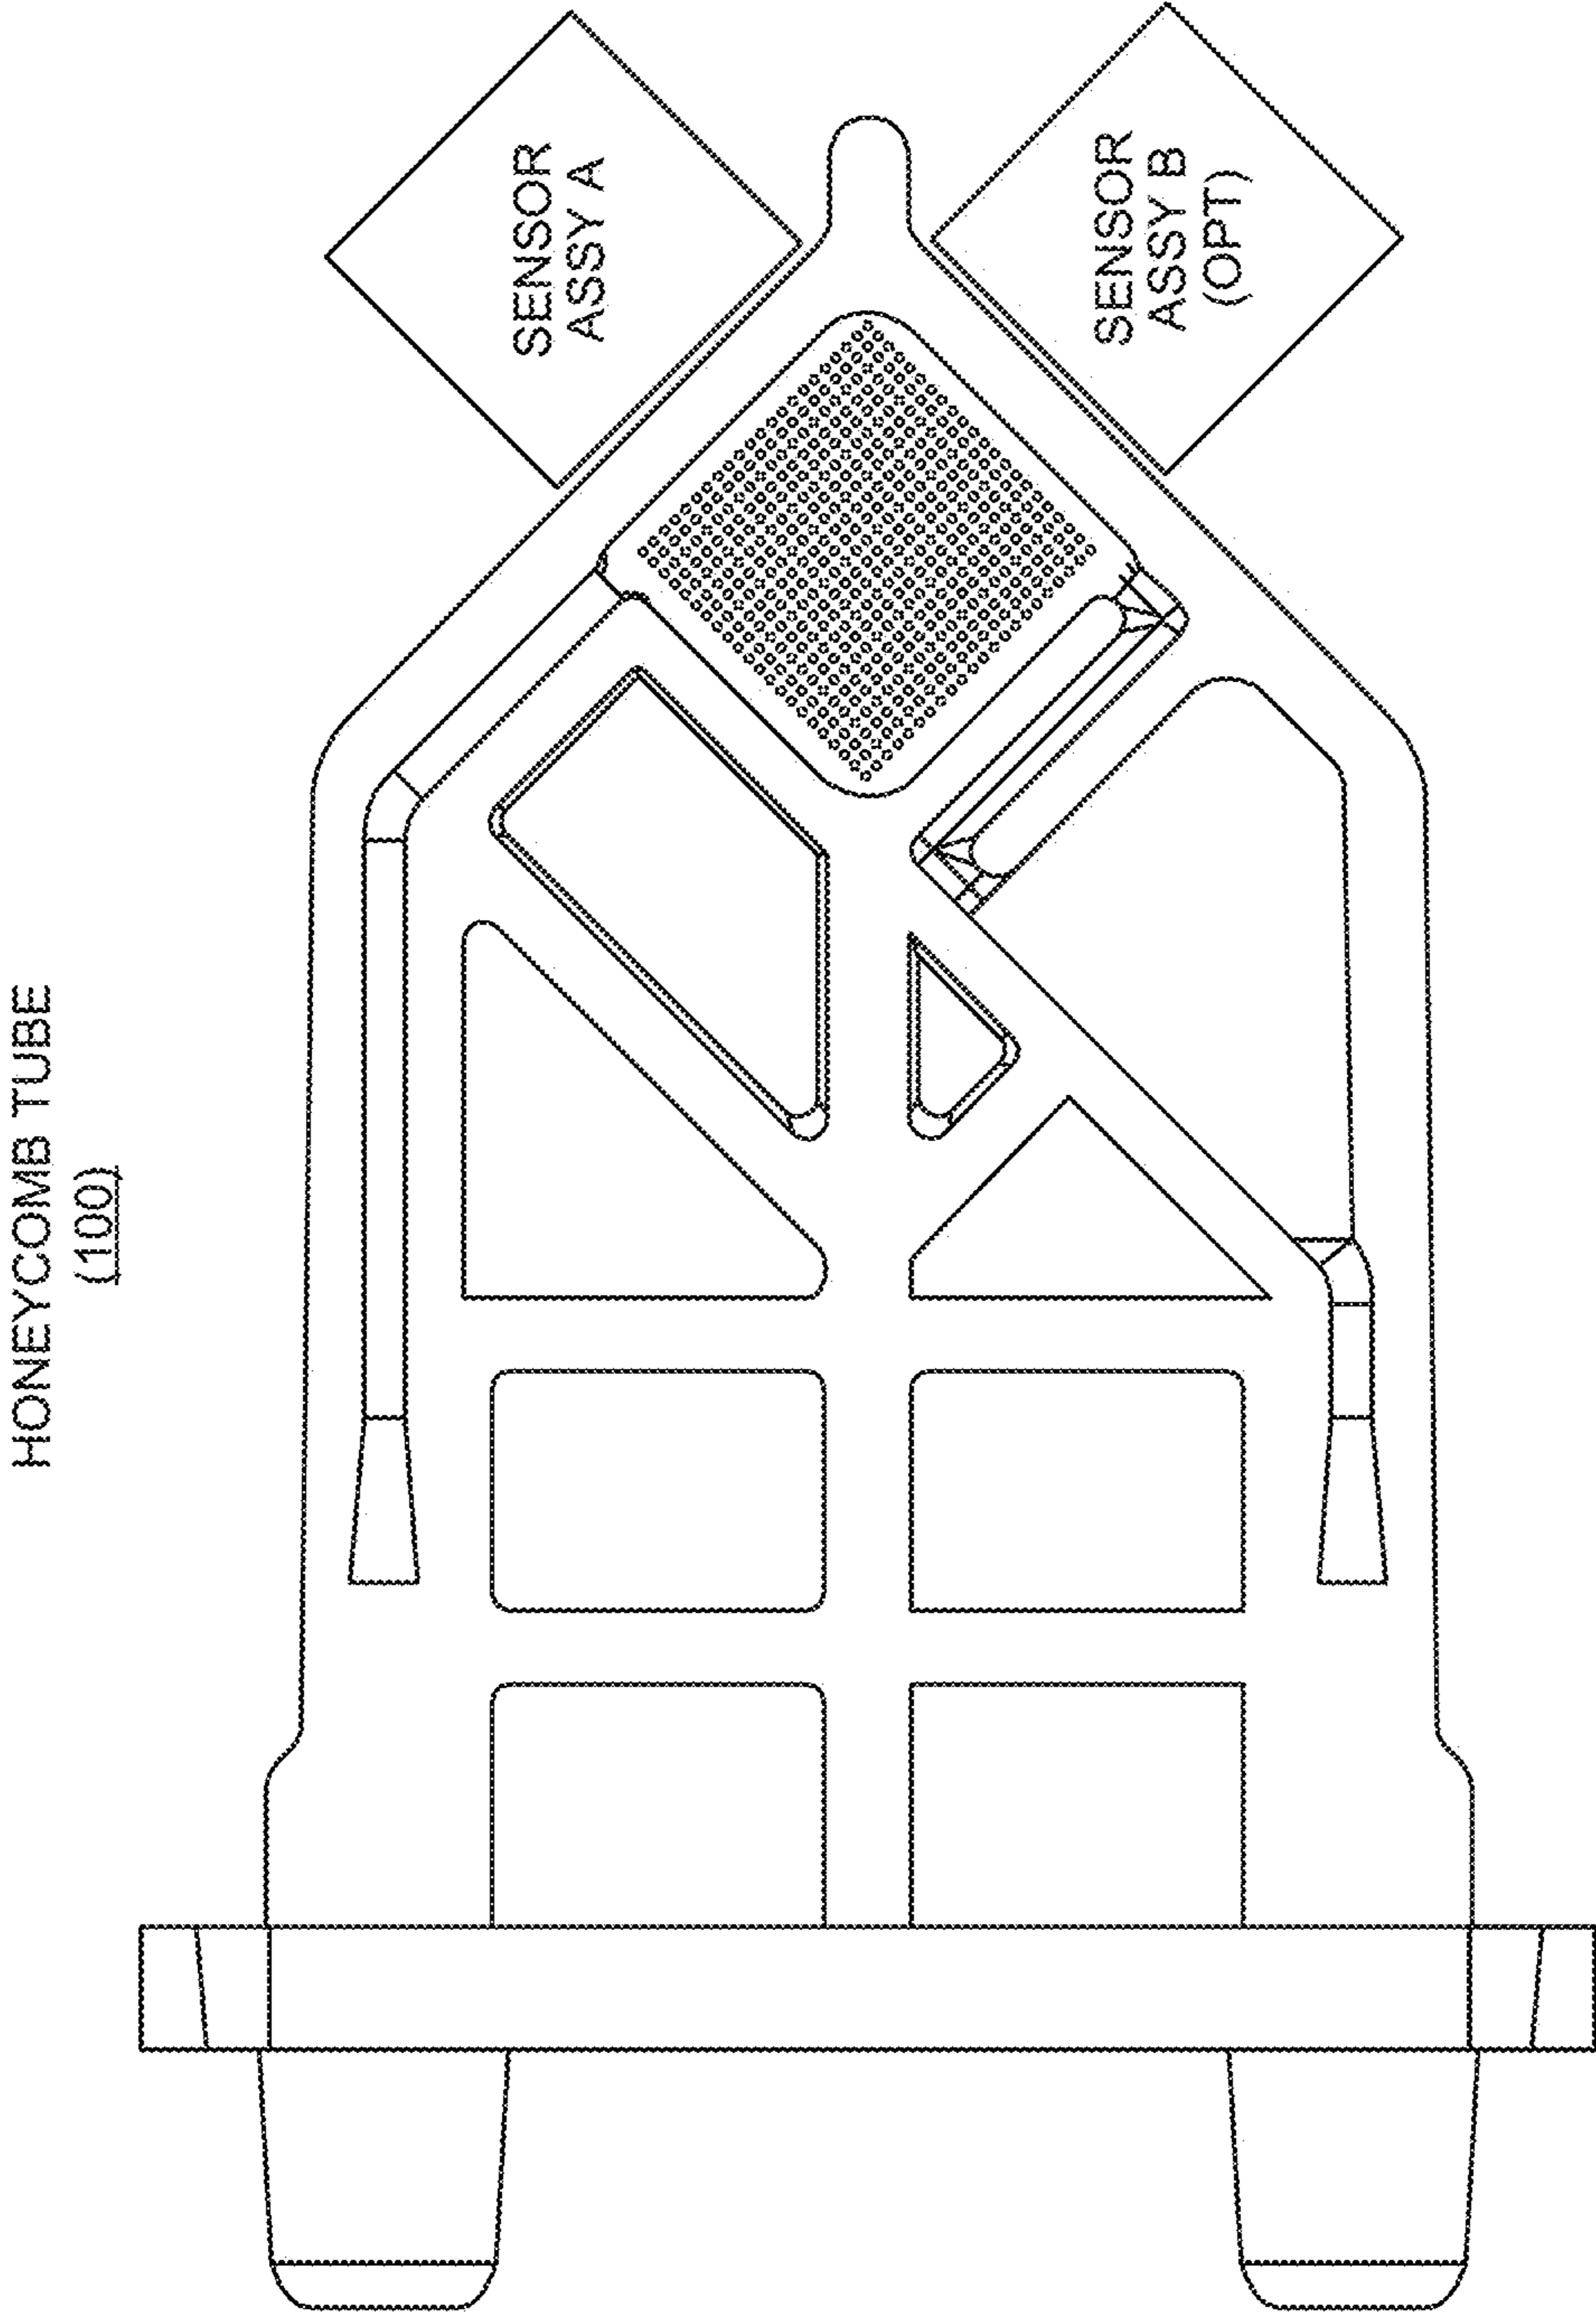 HONEYCOMB TUBE
(100)
SENSOR
ASSY A
SENSOR
ASSY B
(OPT)